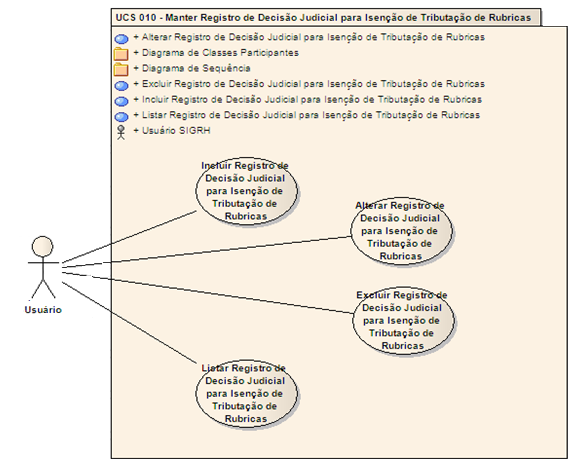 UCS 010 - Manter Registro de Decisão Judicial para Isenção de Tributação de Rubricas
+ Alterar Registro de Decisão Judicial para Isenção de Tributação de Rubricas
+ Diagrama de Classes Participantes
+ Diagrama de Sequência
+ Excluir Registro de Decisão Judicial para Isenção de Tributação de Rubricas
+ Incluir Registro de Decisão Judicial para Isenção de Tributação de Rubricas
+ Listar Registro de Decisão Judicial para Isenção de Tributação de Rubricas
+ Usuário SIGRH
Incluir Registro de
Decisão Judicial
para Isenção de
Tributação de
Rubricas
Alterar Registro de
Decisão Judicial
para Isenção de
Tributação de
Rubricas
Usuário
Excluir Registro de
Decisão Judicial
para Isenção de
Tributação de
Rubricas
Listar Registro de
Decisão Judicial
para Isenção de
Tributação de
Rubricas